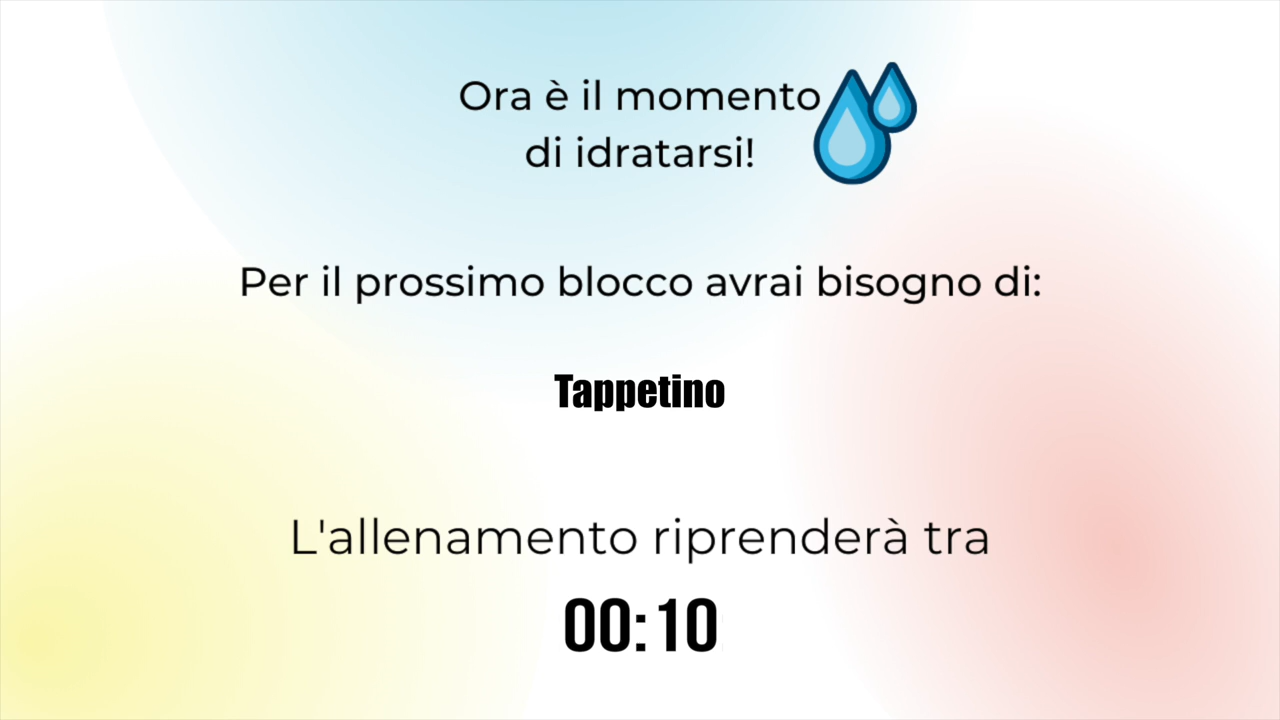 Ora è il momento
di idratarsi!
Per il prossimo blocco avrai bisogno di:
Tappetino
L'allenamento riprenderà tra
00:10